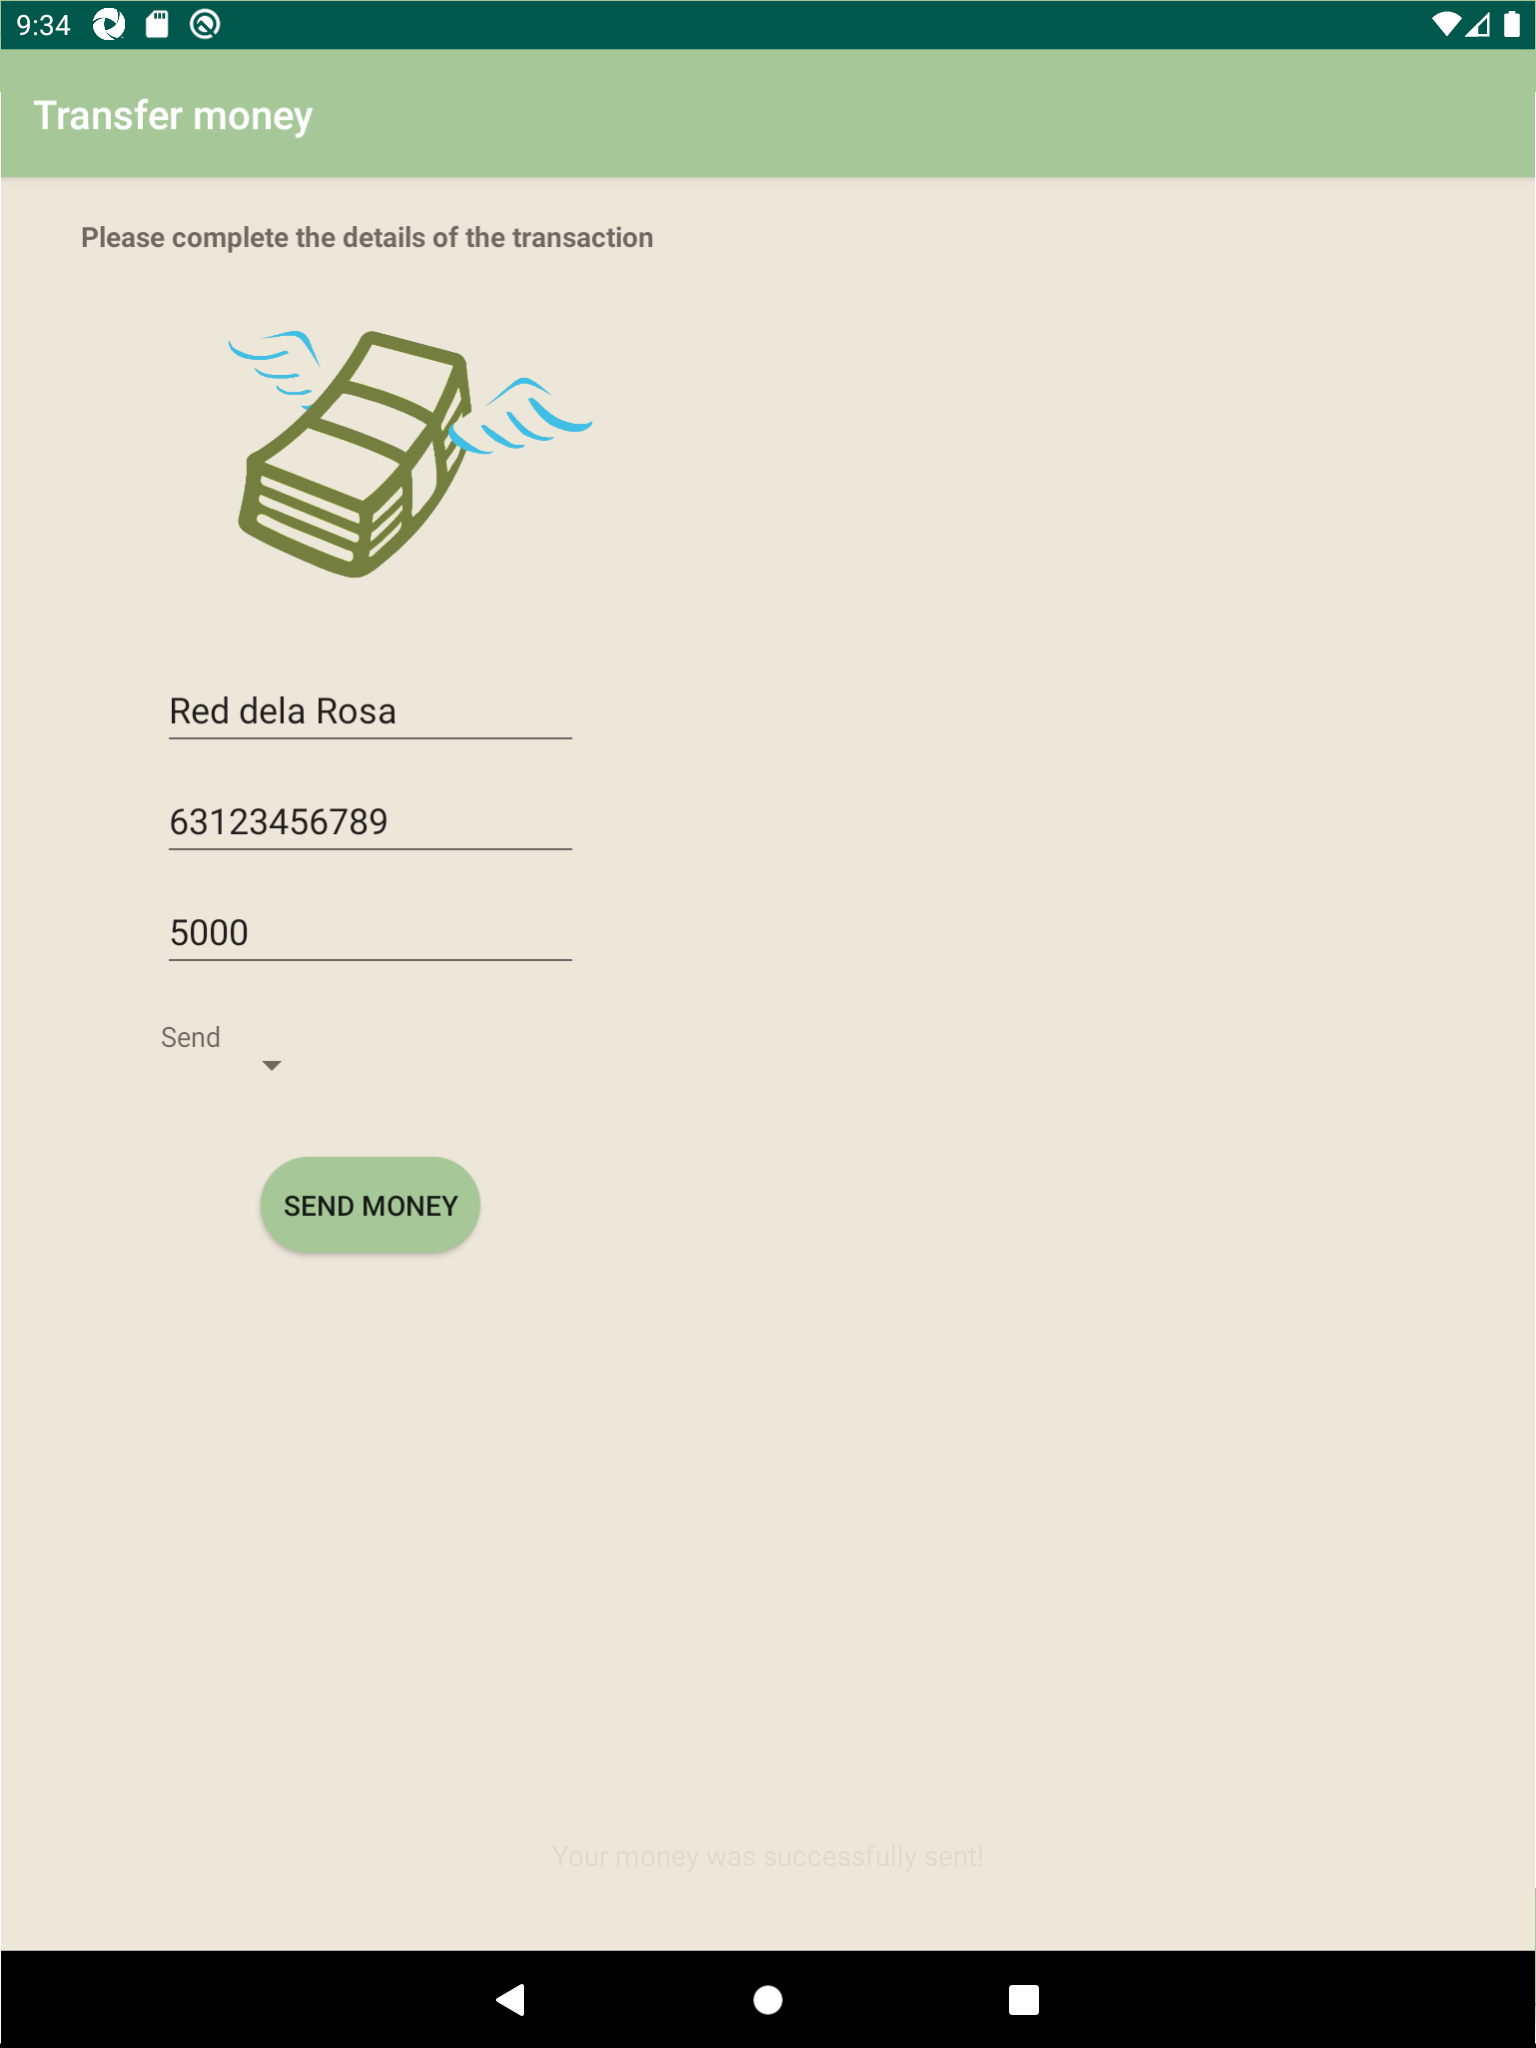 9:34
Transfer money
Please complete the details of the transaction
Red dela Rosa
63123456789
5000
Send
SEND MONEY
Your money was successfully sent!